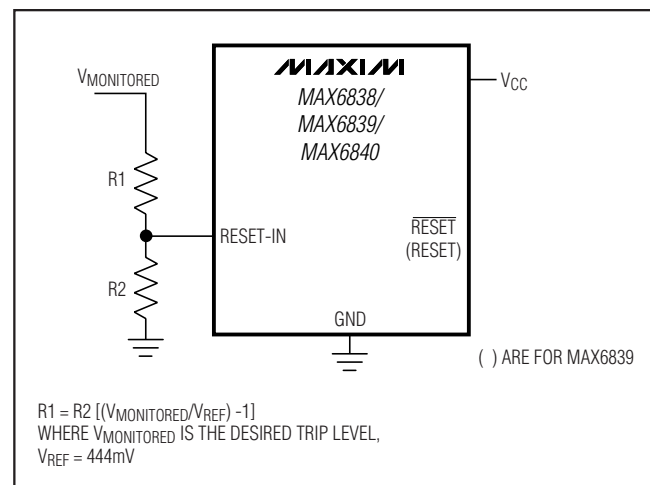 MAXIM
MAX6838/
MAX6839/
MAX6840
VMONITORED
VCC
R1
RESET-IN
RESET
(RESET)
R2
GND
( ) ARE FOR MAX6839
R1 = R2 [(VMONITORED/VREF) -1]
WHERE VMONITORED IS THE DESIRED TRIP LEVEL,
VREF = 444mV